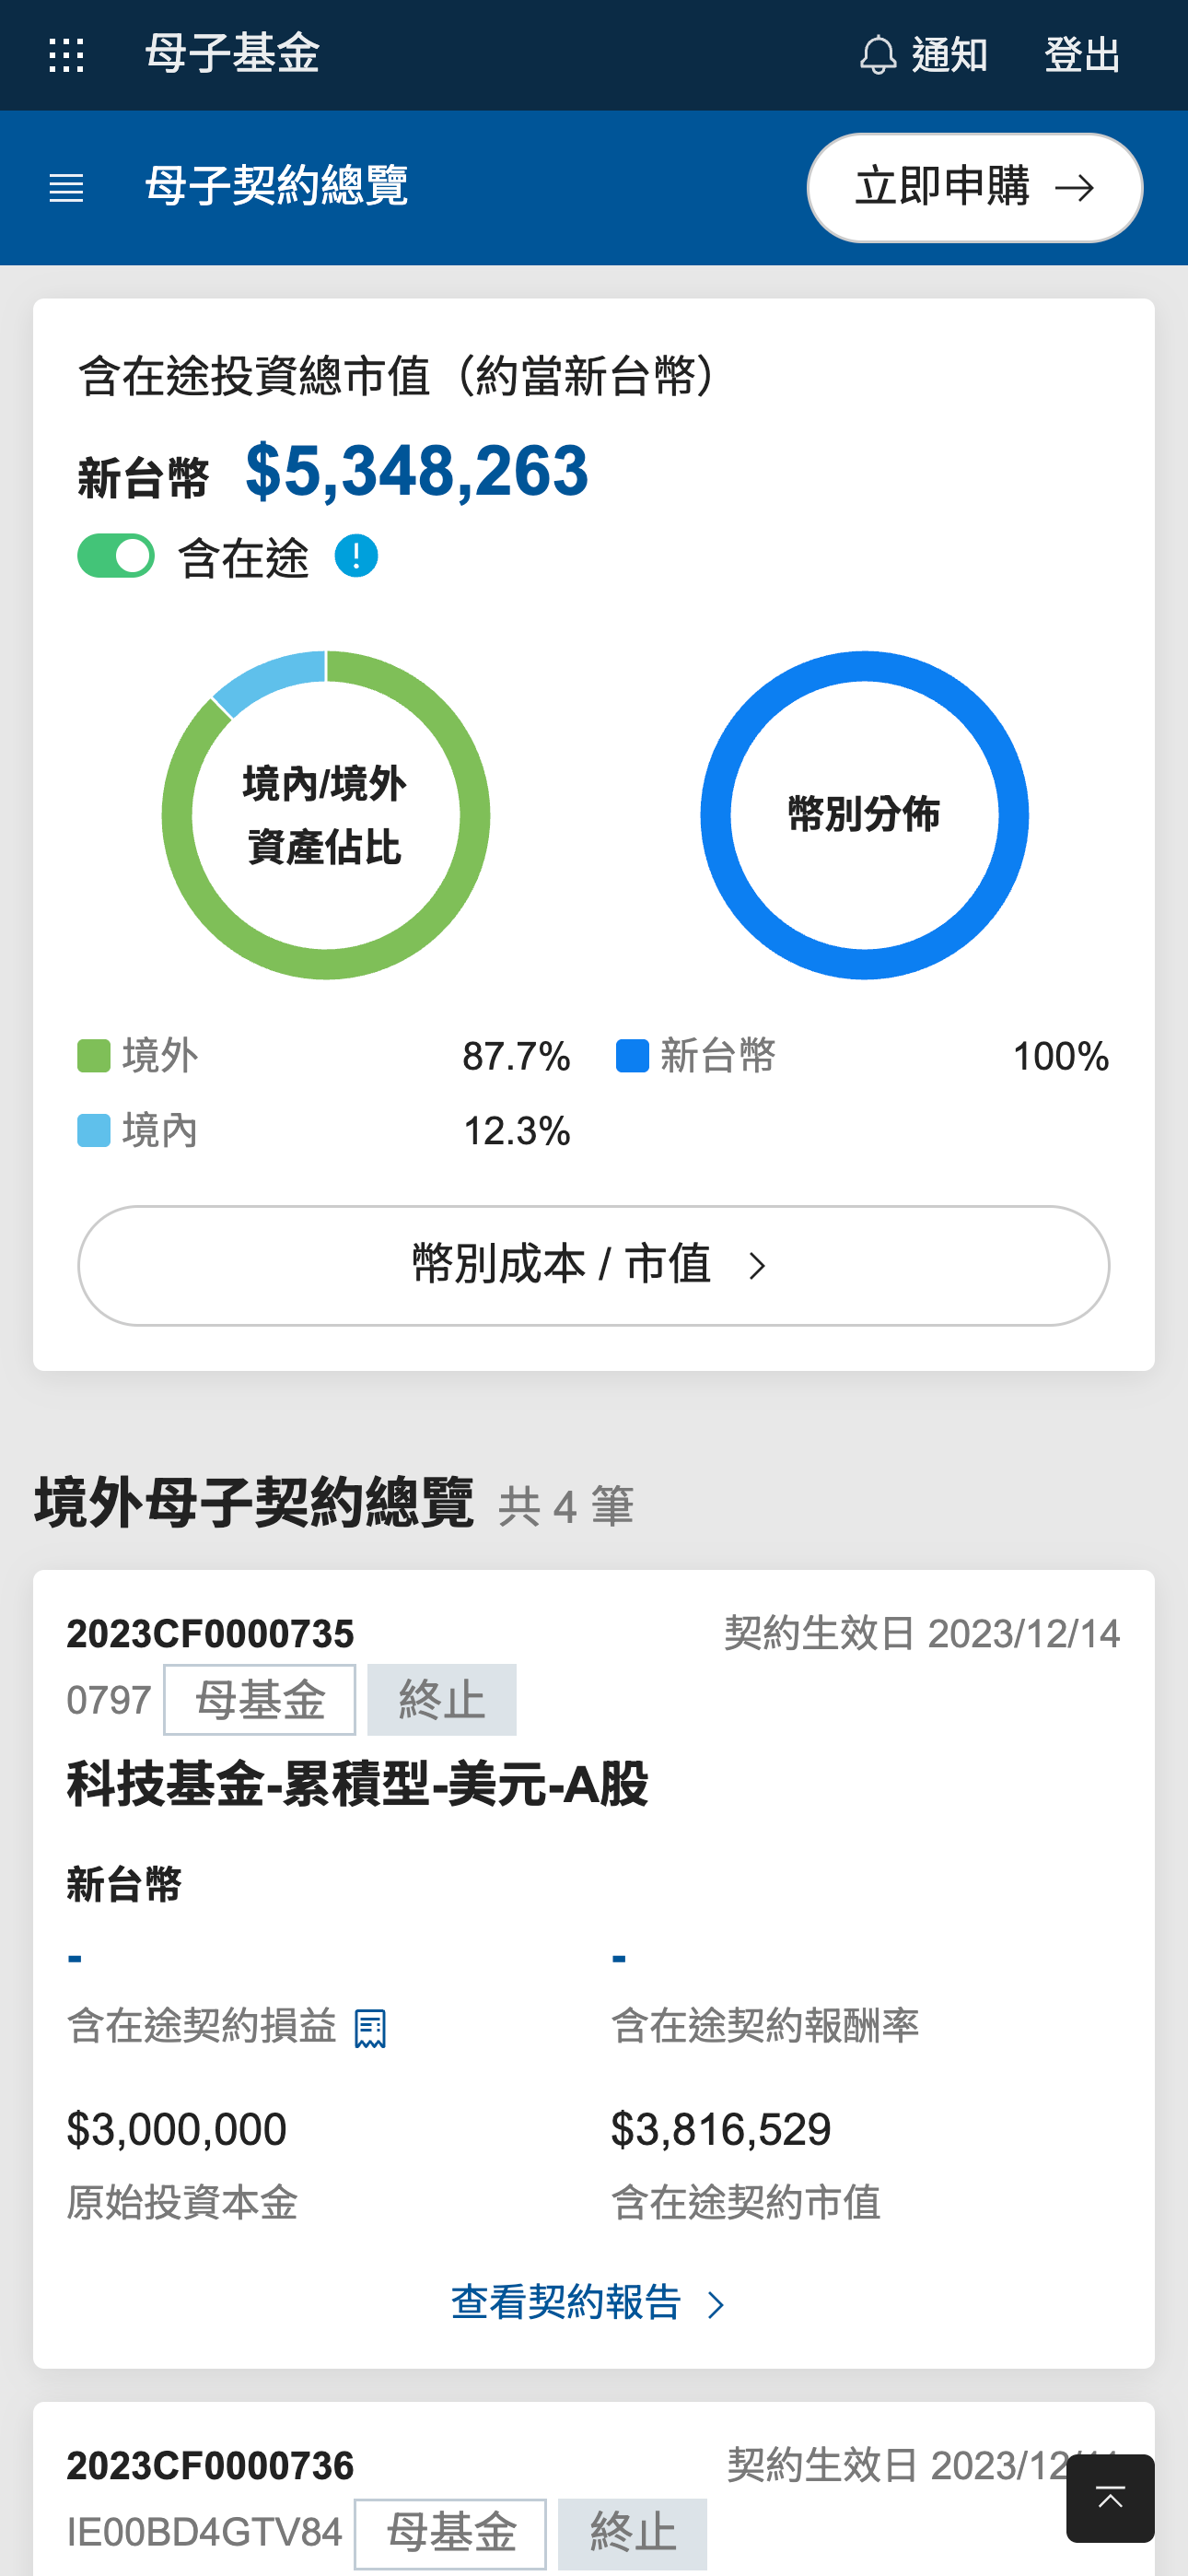 母子基金 通知 登出
母子契約總覽 立即申購
含在途投資總市值（約當新台幣）
新台幣 $5,348,263
含在途
境內/境外
資產佔比
幣別分佈
境外 87.7% 新台幣 100%
境內 12.3%
幣別成本 / 市值
境外母子契約總覽 共 4 筆
2023CF0000735 契約生效日 2023/12/14
0797 母基金 終止
科技基金-累積型-美元-A股
新台幣
- -
含在途契約損益 含在途契約報酬率
$3,000,000 $3,816,529
原始投資本金 含在途契約市值
查看契約報告
2023CF0000736 契約生效日 2023/12
IE00BD4GTV84 母基金 終止